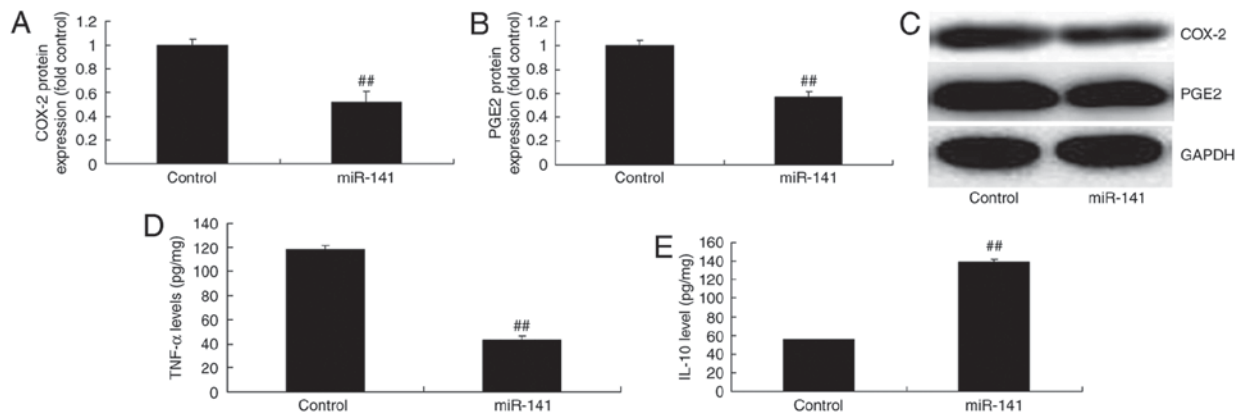 A
COX-2 protein
expression (fold control)
1.2
1
0.8
0.6
0.4
0.2
0
##
Control miR-141
B
PGE2 protein
expression (fold control)
1.2
1
0.8
0.6
0.4
0.2
0
##
Control miR-141
C
COX-2
PGE2
GAPDH
Control miR-141
D
TNF-α levels (pg/mg)
140
120
100
80
60
40
20
0
##
Control miR-141
E
IL-10 level (pg/mg)
160
140
120
100
80
60
40
20
0
##
Control miR-141